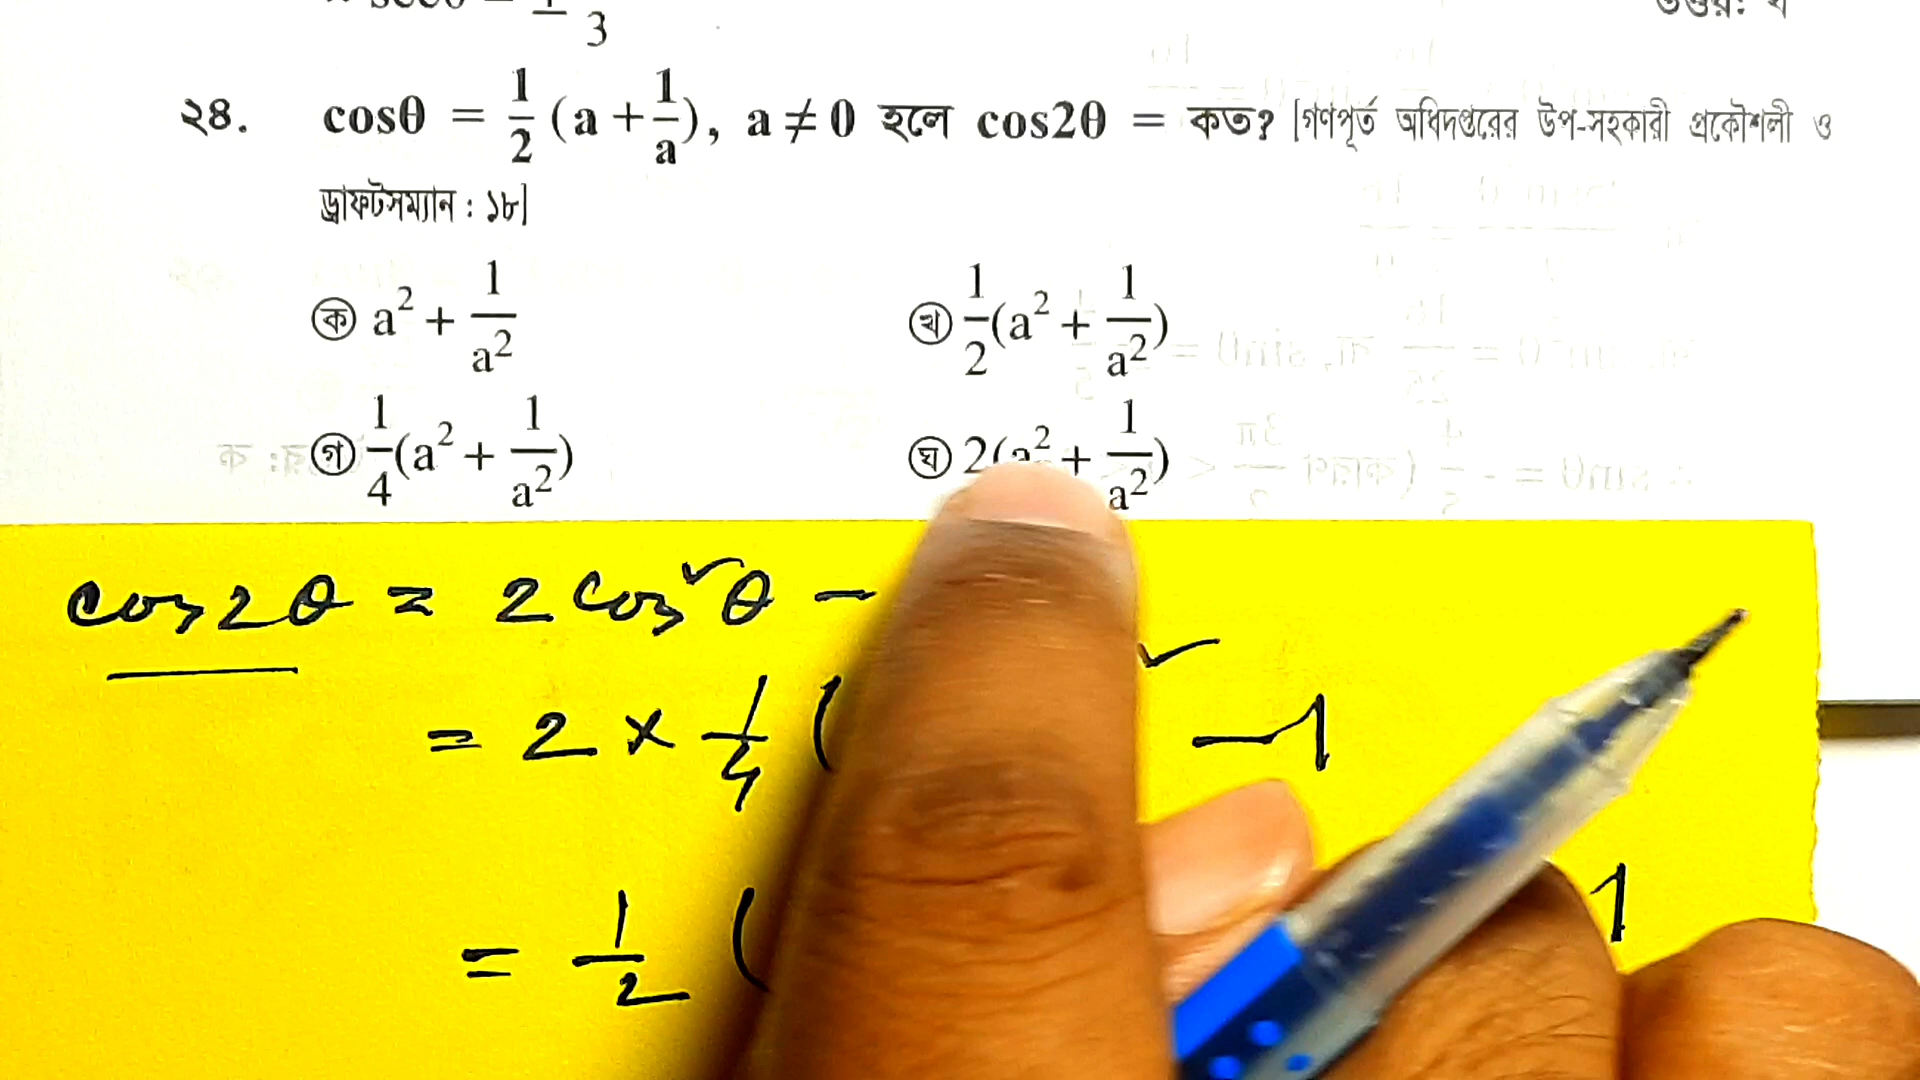 3
২৪. cosθ = 1/2 (a + 1/a), a ≠ 0 হলে cos2θ = কত? [গণপূর্ত অধিদপ্তরের উপ-সহকারী প্রকৌশলী ও
ড্রাফটসম্যান : ১৮]
ক a² + 1/a² খ 1/2(a² + 1/a²)
গ 1/4(a² + 1/a²) ঘ 2(a² + 1/a²)
cos2θ = 2cos²θ –
= 2 × 1/4 ( ² – 1
= 1/2 ( 1